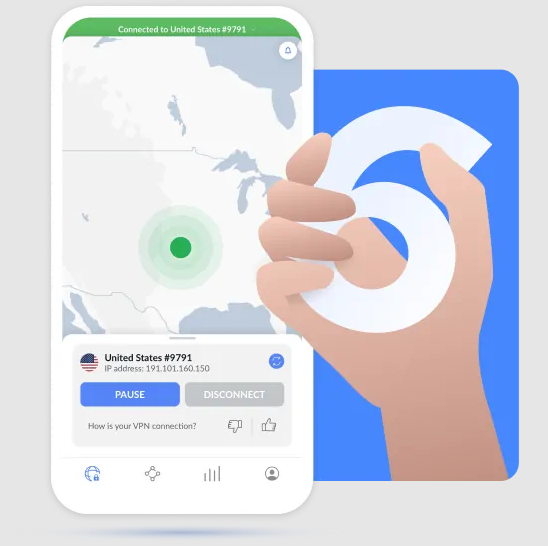 Connected to United States #9791
6
United States #9791
IP address: 191.101.160.150
PAUSE
DISCONNECT
How is your VPN connection?